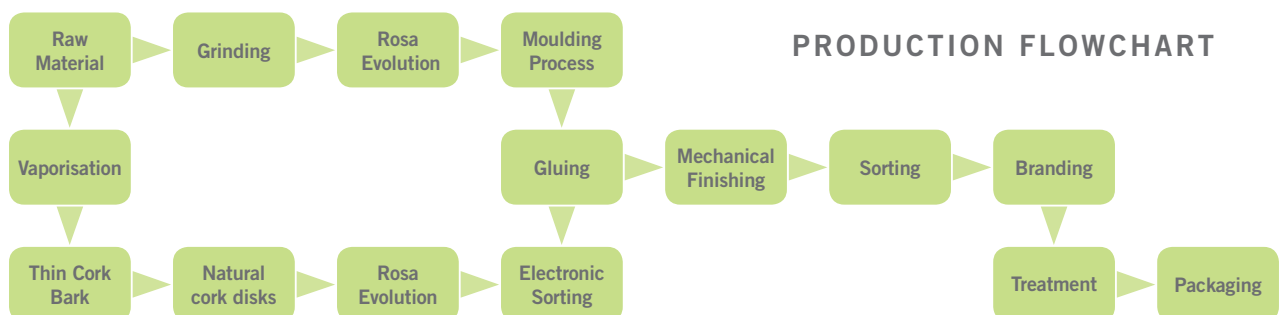 PRODUCTION FLOWCHART
Raw
Material
Grinding
Rosa
Evolution
Moulding
Process
Vaporisation
Gluing
Mechanical
Finishing
Sorting
Branding
Thin Cork
Bark
Natural
cork disks
Rosa
Evolution
Electronic
Sorting
Treatment
Packaging